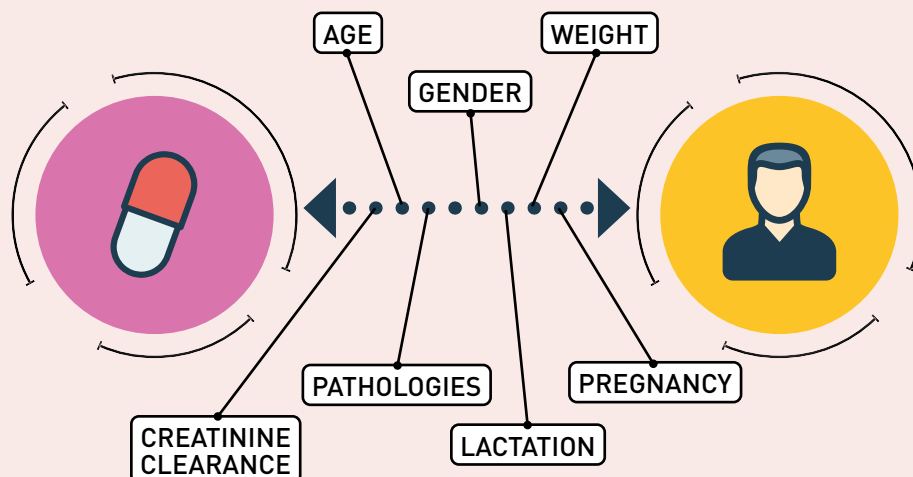 AGE
WEIGHT
GENDER
PATHOLOGIES
PREGNANCY
CREATININE
CLEARANCE
LACTATION